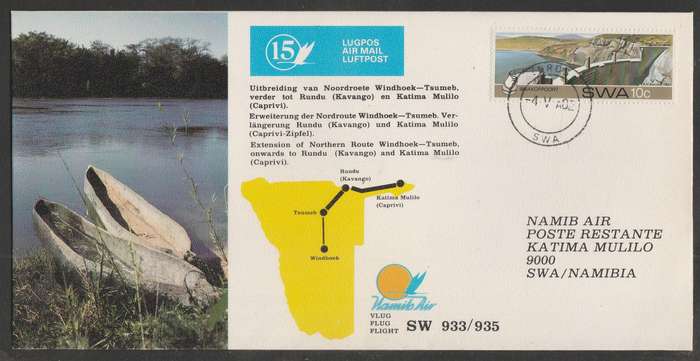 15
LUGPOS
AIR MAIL
LUFTPOST
SWAKOPPOORT
SWA 10c
-4 V
SWA
Uitbreiding van Noordroete Windhoek—Tsumeb,
verder tot Rundu (Kavango) en Katima Mulilo
(Caprivi).
Erweiterung der Nordroute Windhoek—Tsumeb. Ver-
längerung Rundu (Kavango) und Katima Mulilo
(Caprivi-Zipfel).
Extension of Northern Route Windhoek—Tsumeb,
onwards to Rundu (Kavango) and Katima Mulilo
(Caprivi).
Rundu
(Kavango)
Katima Mulilo
(Caprivi)
Tsumeb
Windhoek
NAMIB AIR
POSTE RESTANTE
KATIMA MULILO
9000
SWA/NAMIBIA
Namib Air
VLUG
FLUG
FLIGHT
SW 933/935